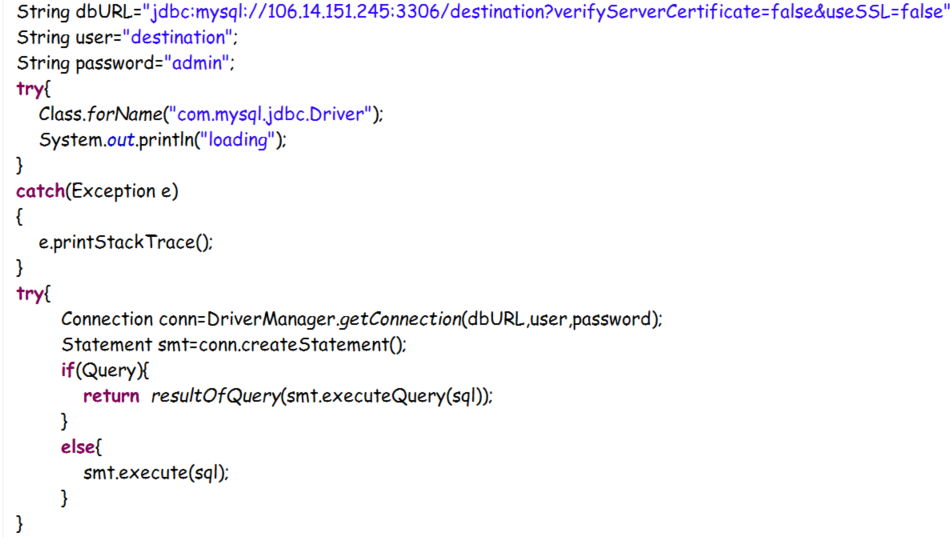 String dbURL="jdbc:mysql://106.14.151.245:3306/destination?verifyServerCertificate=false&useSSL=false"
String user="destination";
String password="admin";
try{
Class.forName("com.mysql.jdbc.Driver");
System.out.println("loading");
}
catch(Exception e)
{
e.printStackTrace();
}
try{
Connection conn=DriverManager.getConnection(dbURL,user,password);
Statement smt=conn.createStatement();
if(Query){
return resultOfQuery(smt.executeQuery(sql));
}
else{
smt.execute(sql);
}
}